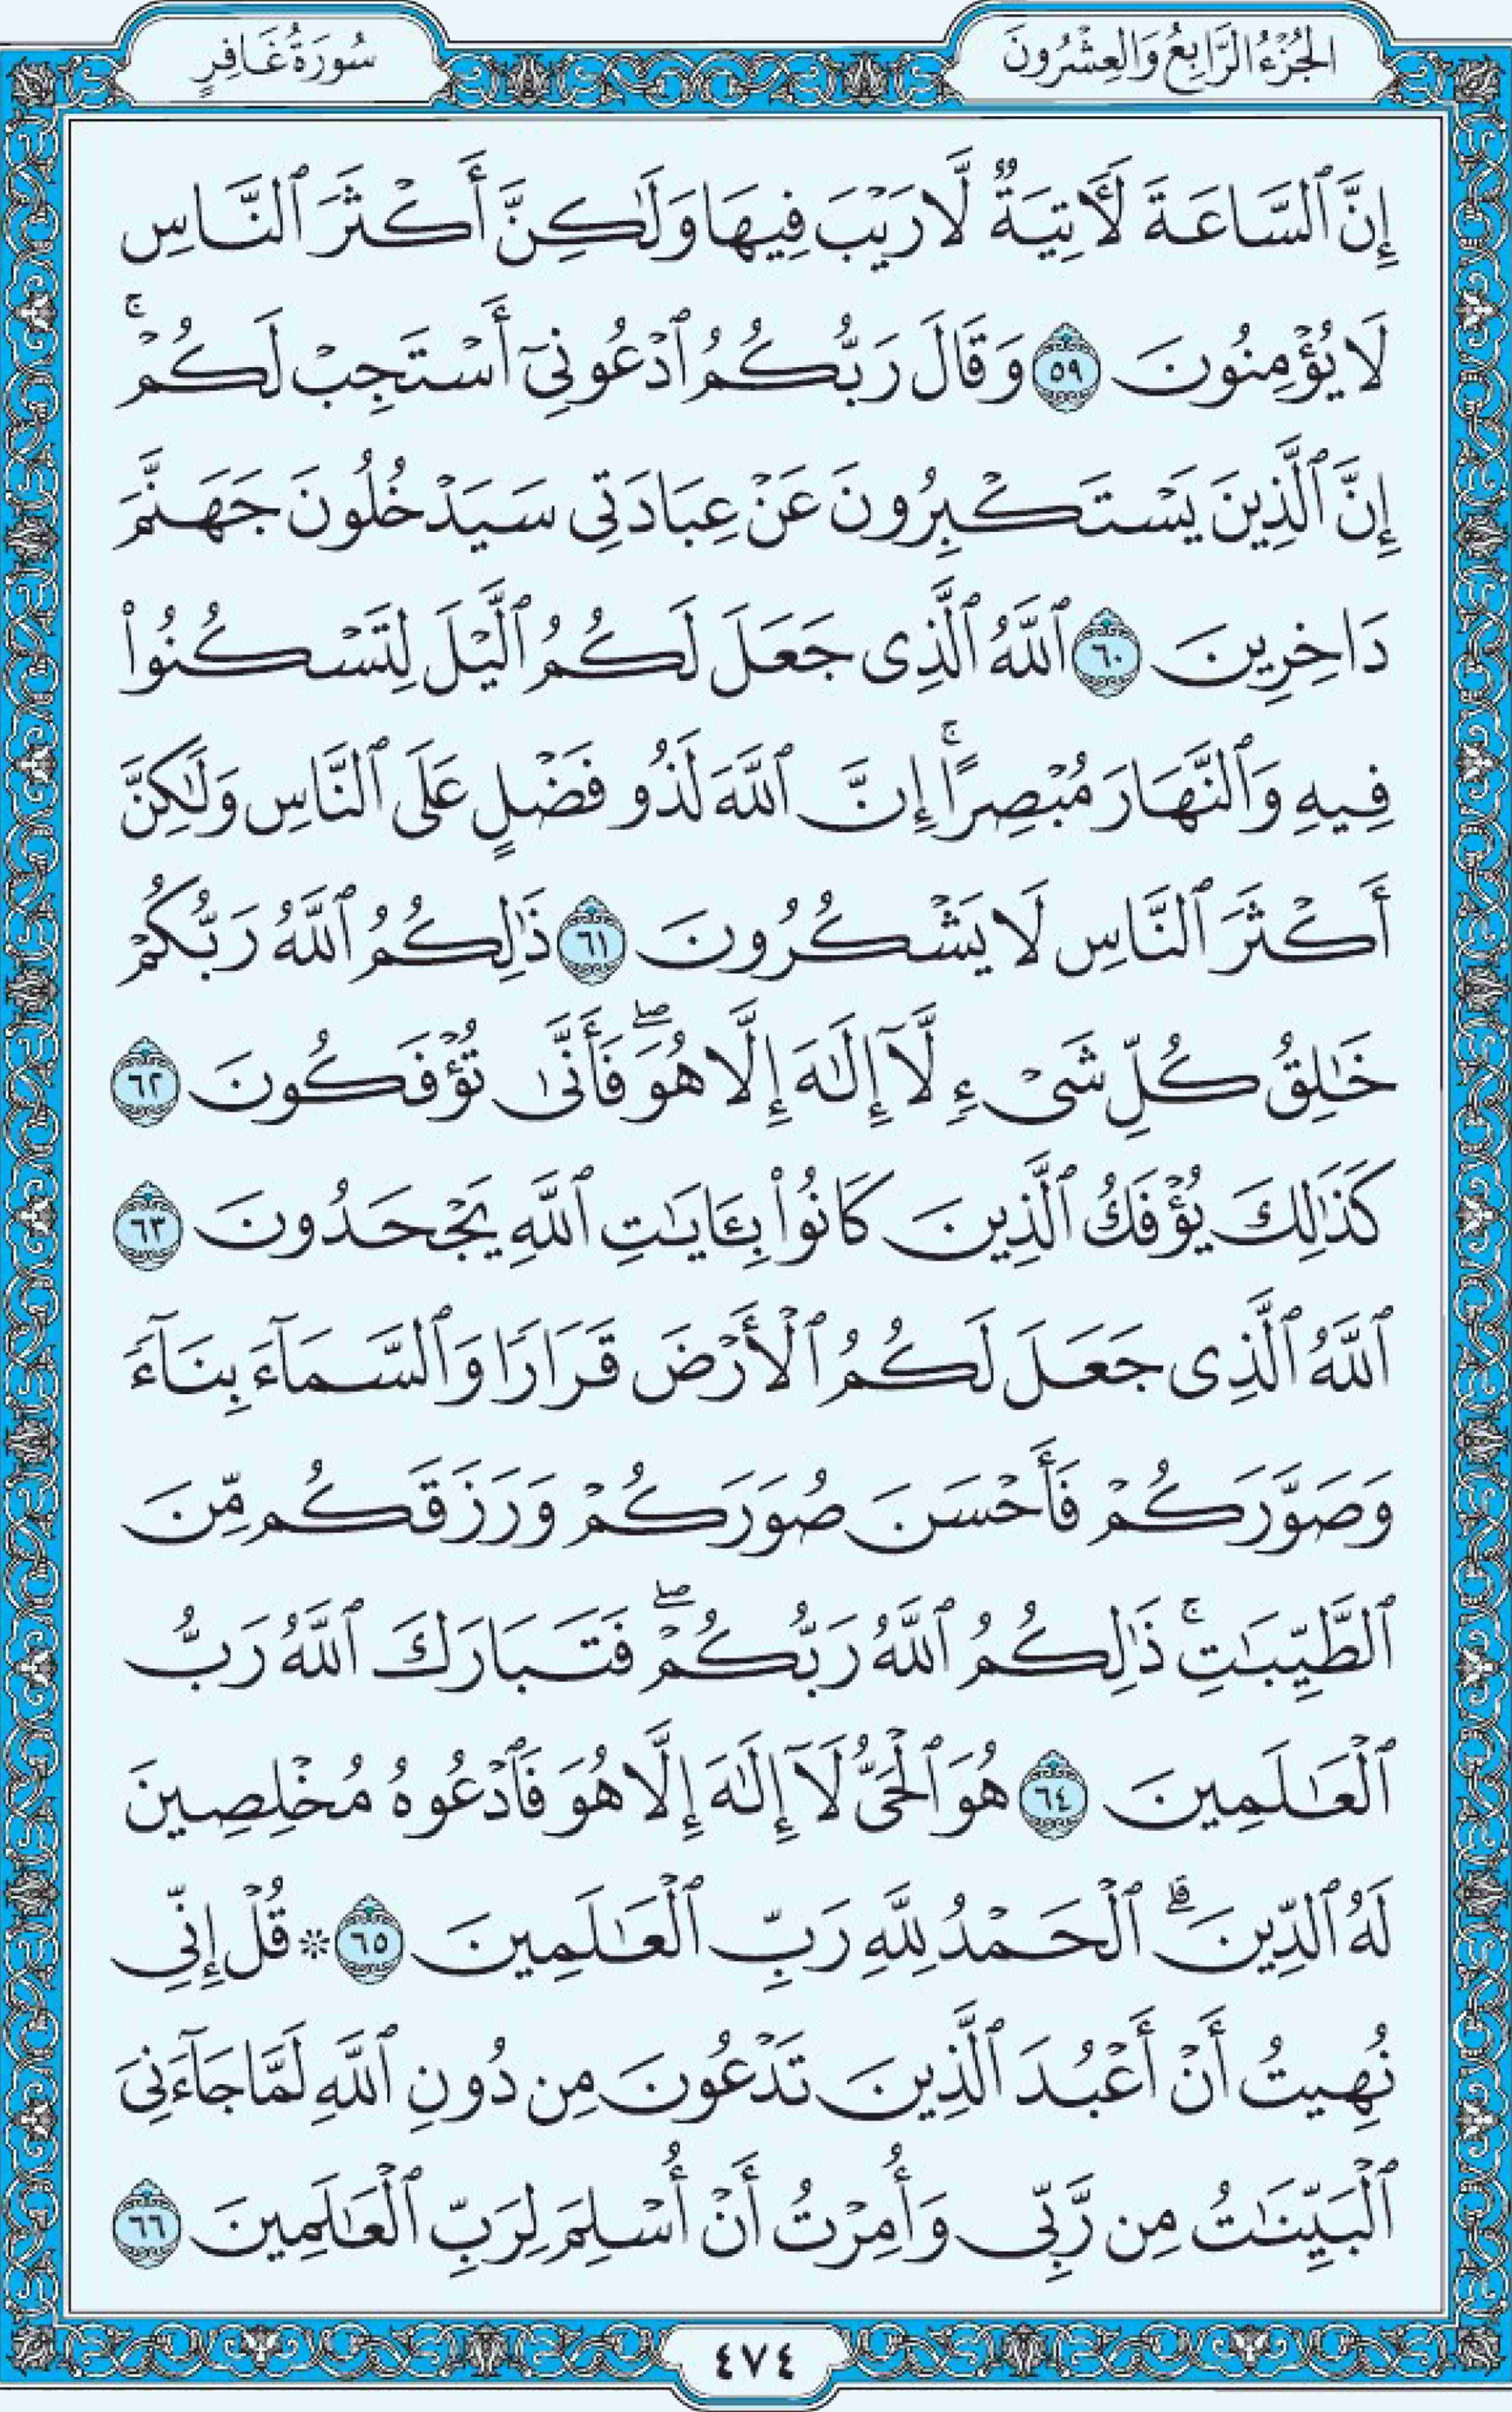 الجُزْءُ الرَّابِعُ وَالعِشْرُونَ
سُورَةُ غَافِرٍ
إِنَّ ٱلسَّاعَةَ لَأٓتِيَةٌ لَّا رَيْبَ فِيهَا وَلَٰكِنَّ أَكْثَرَ ٱلنَّاسِ
لَا يُؤْمِنُونَ ٥٩ وَقَالَ رَبُّكُمُ ٱدْعُونِىٓ أَسْتَجِبْ لَكُمْۚ
إِنَّ ٱلَّذِينَ يَسْتَكْبِرُونَ عَنْ عِبَادَتِى سَيَدْخُلُونَ جَهَنَّمَ
دَاخِرِينَ ٦٠ ٱللَّهُ ٱلَّذِى جَعَلَ لَكُمُ ٱلَّيْلَ لِتَسْكُنُوا۟
فِيهِ وَٱلنَّهَارَ مُبْصِرًاۚ إِنَّ ٱللَّهَ لَذُو فَضْلٍ عَلَى ٱلنَّاسِ وَلَٰكِنَّ
أَكْثَرَ ٱلنَّاسِ لَا يَشْكُرُونَ ٦١ ذَٰلِكُمُ ٱللَّهُ رَبُّكُمْ
خَٰلِقُ كُلِّ شَىْءٍ لَّآ إِلَٰهَ إِلَّا هُوَۖ فَأَنَّىٰ تُؤْفَكُونَ ٦٢
كَذَٰلِكَ يُؤْفَكُ ٱلَّذِينَ كَانُوا۟ بِـَٔايَٰتِ ٱللَّهِ يَجْحَدُونَ ٦٣
ٱللَّهُ ٱلَّذِى جَعَلَ لَكُمُ ٱلْأَرْضَ قَرَارًا وَٱلسَّمَآءَ بِنَآءً
وَصَوَّرَكُمْ فَأَحْسَنَ صُوَرَكُمْ وَرَزَقَكُم مِّنَ
ٱلطَّيِّبَٰتِۚ ذَٰلِكُمُ ٱللَّهُ رَبُّكُمْۖ فَتَبَارَكَ ٱللَّهُ رَبُّ
ٱلْعَٰلَمِينَ ٦٤ هُوَ ٱلْحَىُّ لَآ إِلَٰهَ إِلَّا هُوَ فَٱدْعُوهُ مُخْلِصِينَ
لَهُ ٱلدِّينَۗ ٱلْحَمْدُ لِلَّهِ رَبِّ ٱلْعَٰلَمِينَ ٦٥ ۞ قُلْ إِنِّى
نُهِيتُ أَنْ أَعْبُدَ ٱلَّذِينَ تَدْعُونَ مِن دُونِ ٱللَّهِ لَمَّا جَآءَنِىَ
ٱلْبَيِّنَٰتُ مِن رَّبِّى وَأُمِرْتُ أَنْ أُسْلِمَ لِرَبِّ ٱلْعَٰلَمِينَ ٦٦
٤٧٤